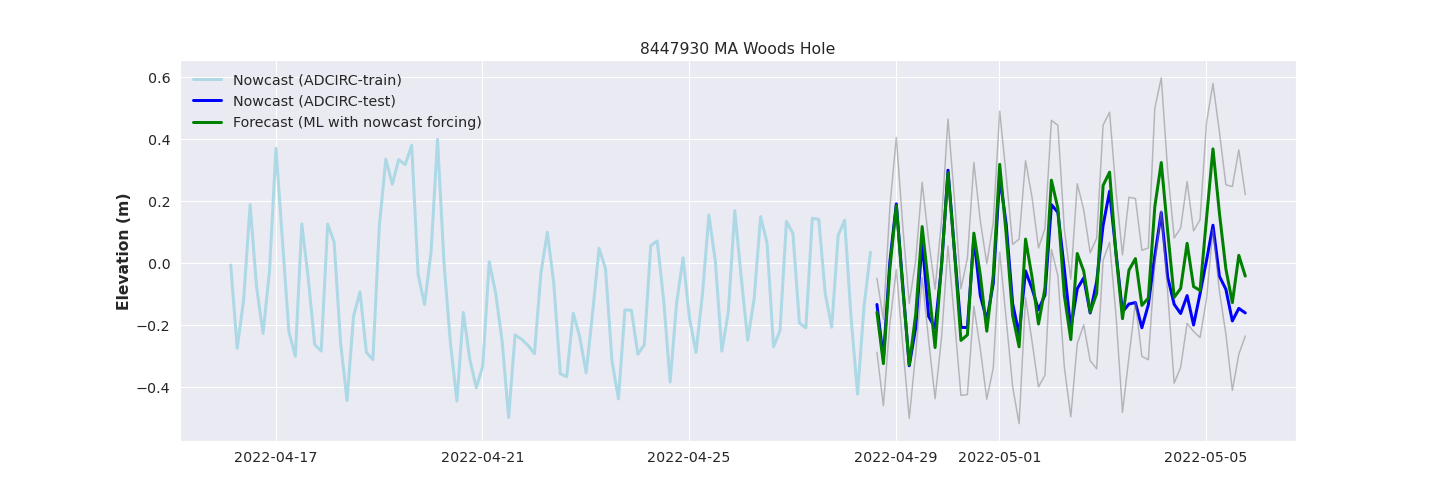 8447930 MA Woods Hole
Nowcast (ADCIRC-train)
Nowcast (ADCIRC-test)
Forecast (ML with nowcast forcing)
Elevation (m)
0.6
0.4
0.2
0.0
−0.2
−0.4
2022-04-17 2022-04-21 2022-04-25 2022-04-29 2022-05-01 2022-05-05